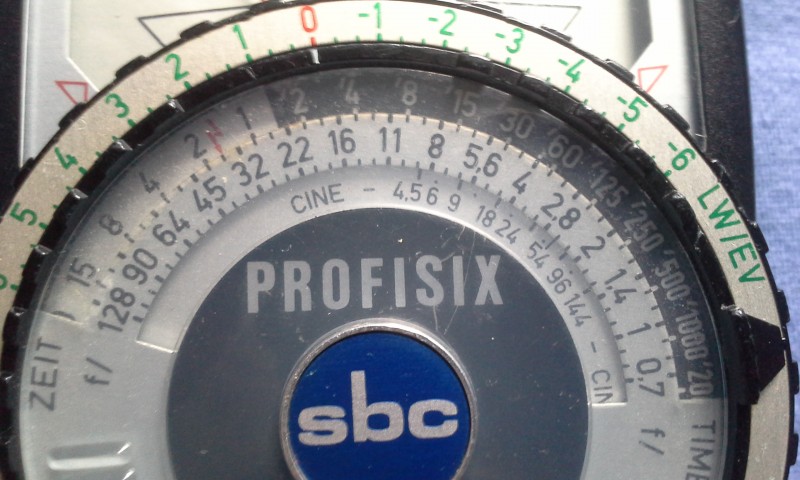 5 4 3 2 1 0 -1 -2 -3 -4 -5 -6 LW/EV
ZEIT 15 8 4 2 1 '2 '4 '8 '15 '30 '60 '125 '250 '500 '1000 TIME
f/ 128 90 64 45 32 22 16 11 8 5,6 4 2,8 2 1,4 1 0,7 f/
CINE - 4,5 6 9 18 24 54 96 144 - CIN
PROFISIX
sbc